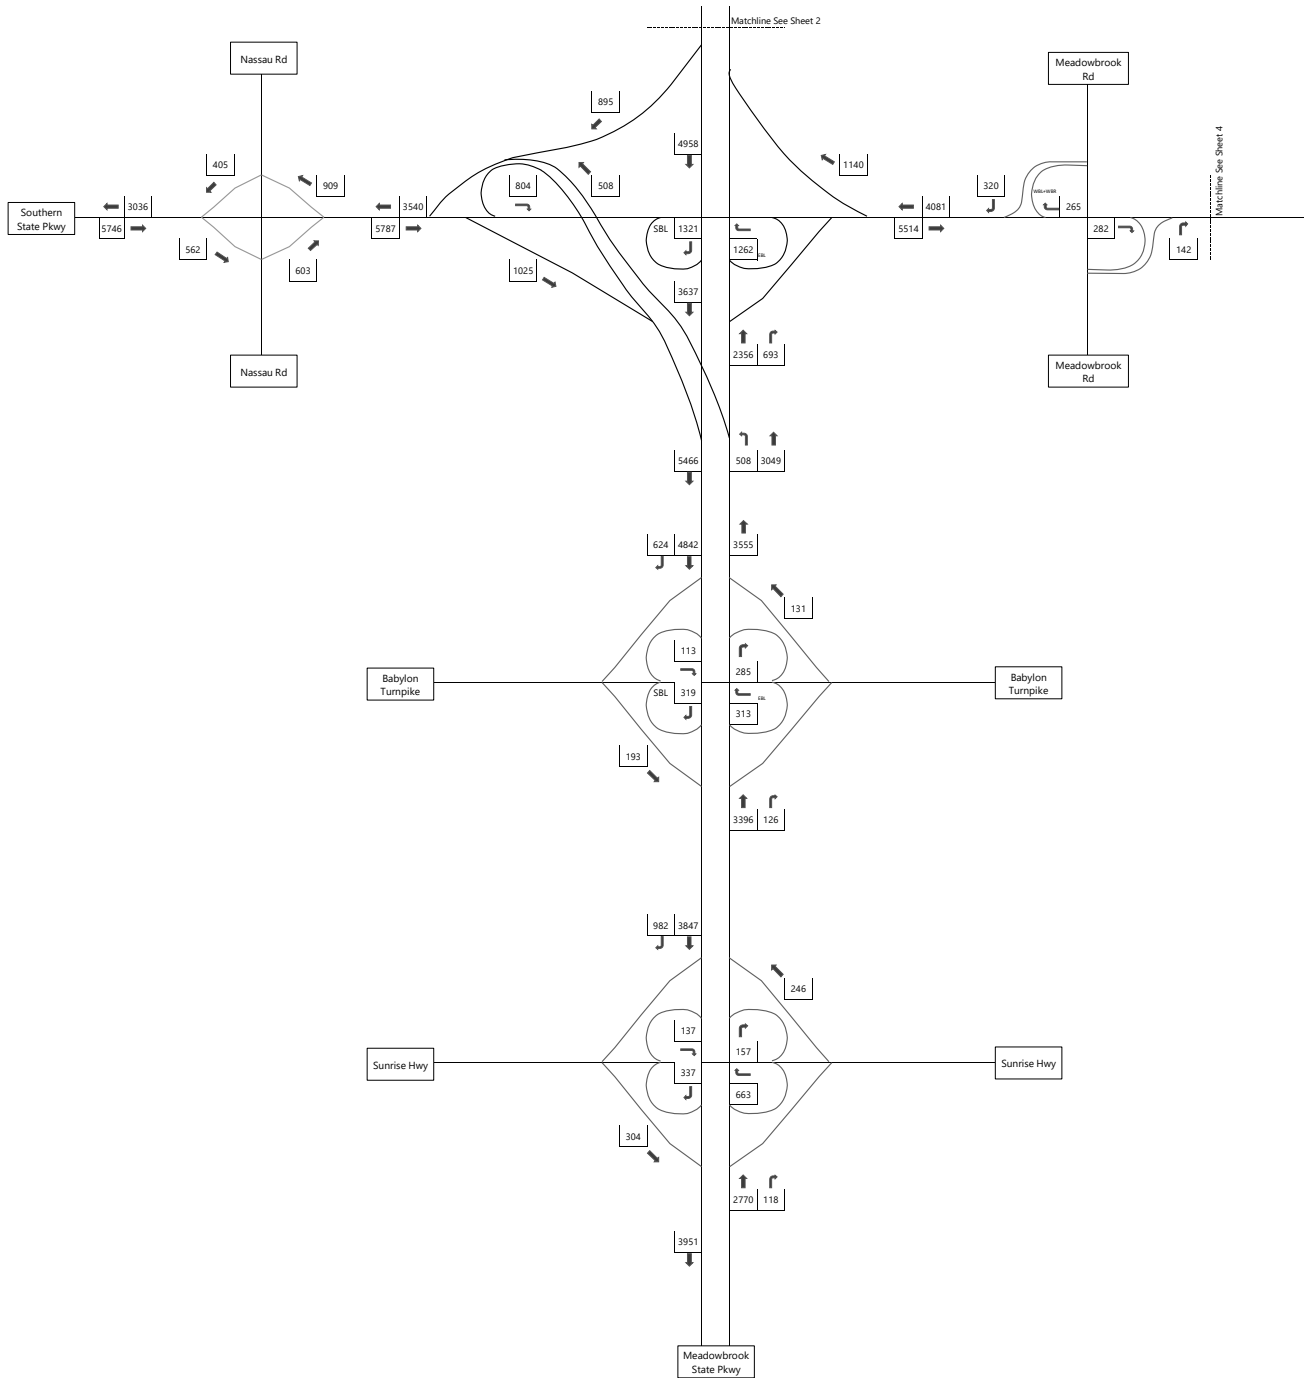 Matchline See Sheet 2
Nassau Rd
Meadowbrook
Rd
895
4958
1140
Matchline See Sheet 4
405
909
804
508
320
WBL+WBR
265
Southern
State Pkwy
3036
5746
3540
5787
SBL
1321
1262
EBL
4081
5514
282
142
562
603
1025
3637
2356
693
Nassau Rd
Meadowbrook
Rd
5466
508
3049
624
4842
3555
131
113
285
Babylon
Turnpike
SBL
319
EBL
313
Babylon
Turnpike
193
3396
126
982
3847
246
137
157
Sunrise Hwy
337
663
Sunrise Hwy
304
2770
118
3951
Meadowbrook
State Pkwy